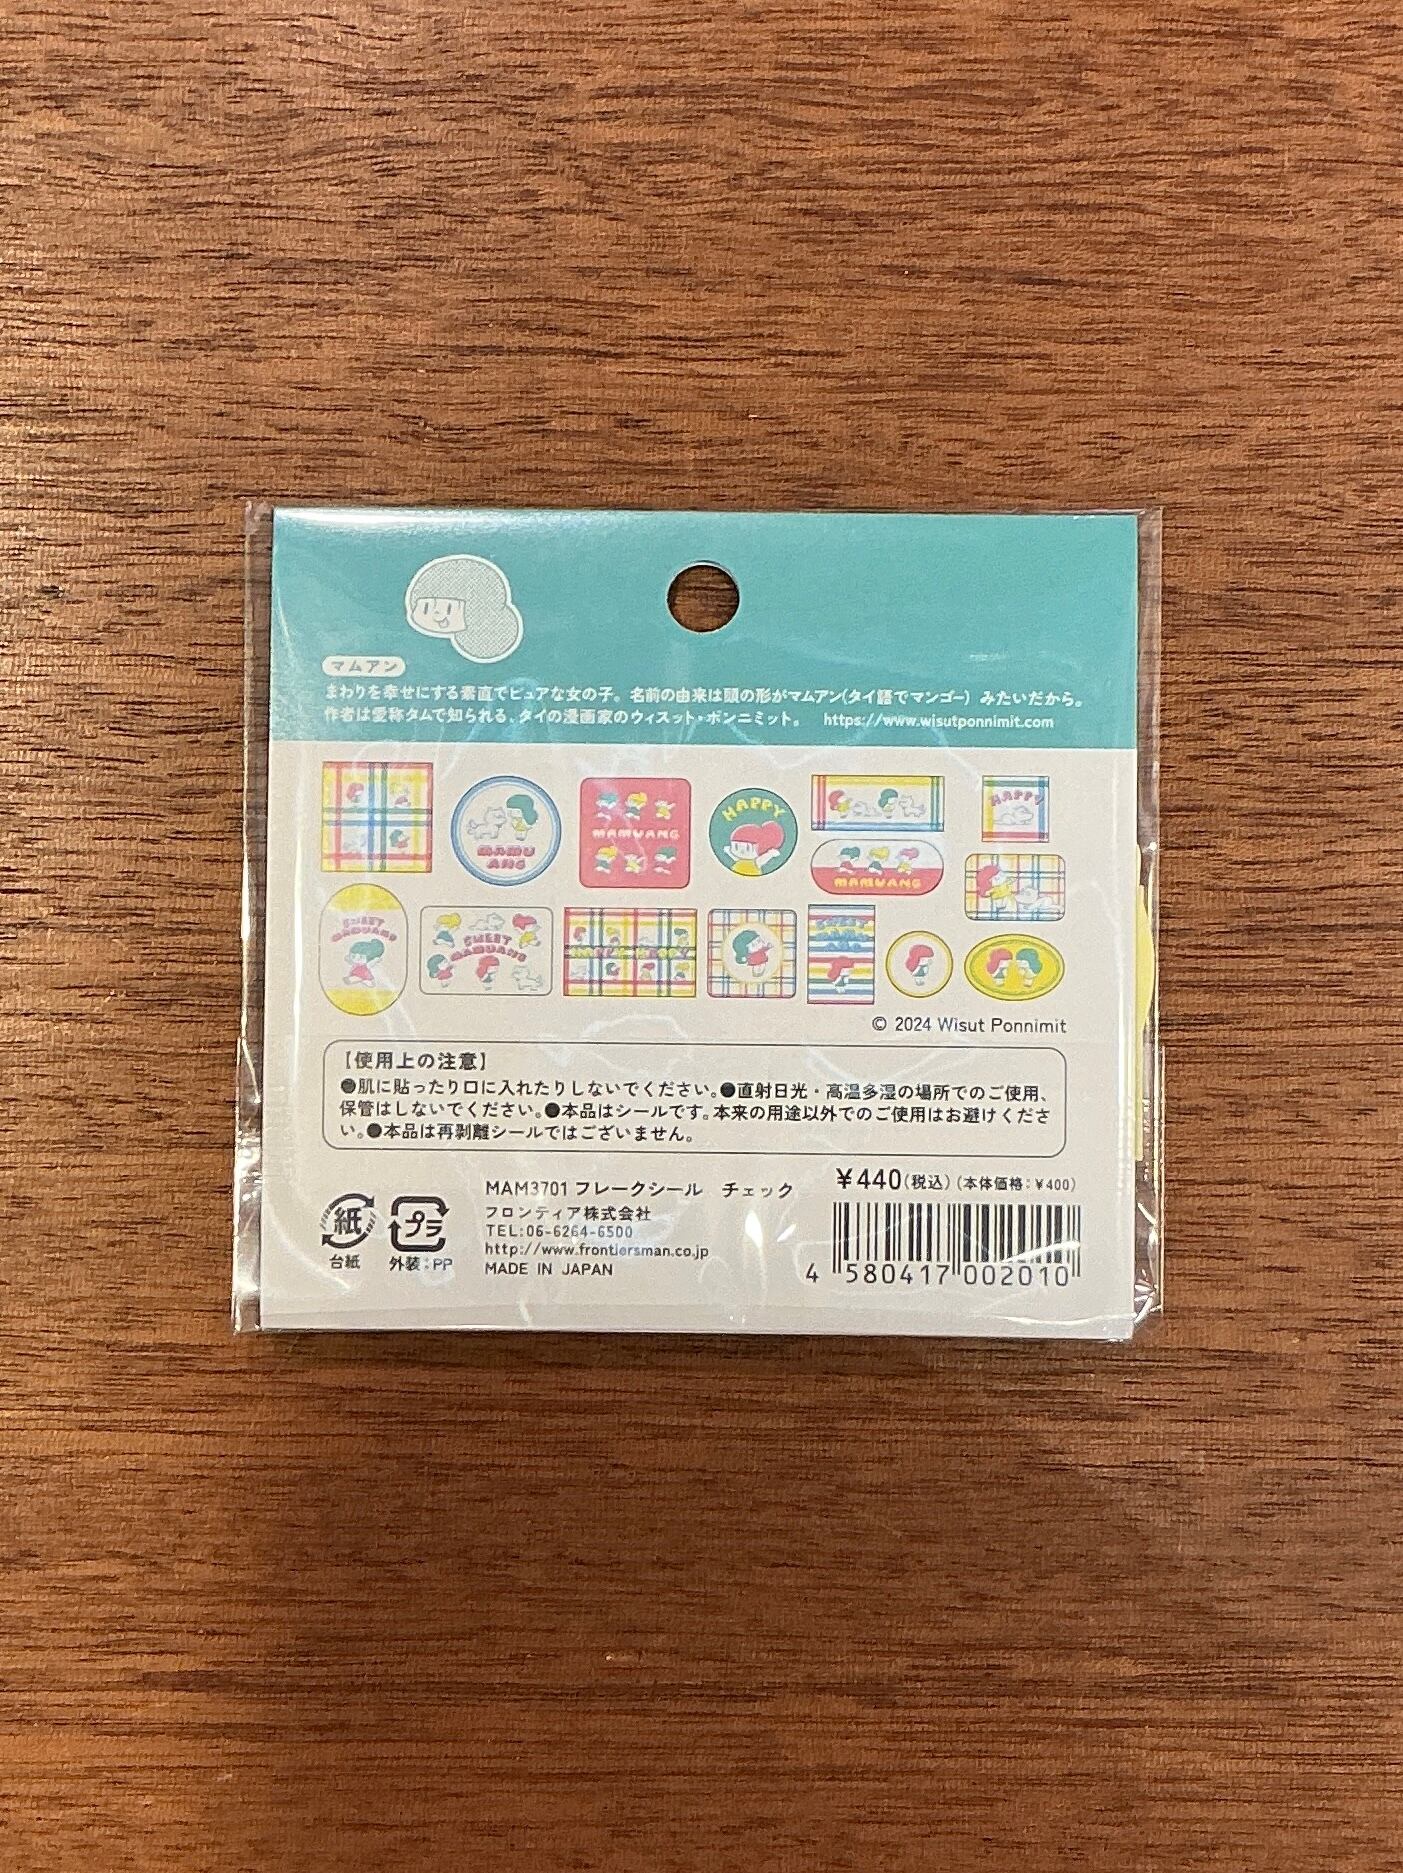 マムアン
まわりを幸せにする素直でピュアな女の子。名前の由来は頭の形がマムアン(タイ語でマンゴー) みたいだから。
作者は愛称タムで知られる、タイの漫画家のウィスット・ポンニミット。 https://www.wisutponnimit.com
MAMU
ANG
MAMUANG
HAPPY
HAPPY
MAMUANG
SWEET
MAMUANG
SWEET
MAMUANG
© 2024 Wisut Ponnimit
【使用上の注意】
●肌に貼ったり口に入れたりしないでください。●直射日光・高温多湿の場所でのご使用、
保管はしないでください。●本品はシールです。本来の用途以外でのご使用はお避けくださ
い。●本品は再剥離シールではございません。
紙
台紙
プラ
外装:PP
MAM3701 フレークシール チェック
フロンティア株式会社
TEL:06-6264-6500
http://www.frontiersman.co.jp
MADE IN JAPAN
¥440(税込) (本体価格:¥400)
4 580417 002010